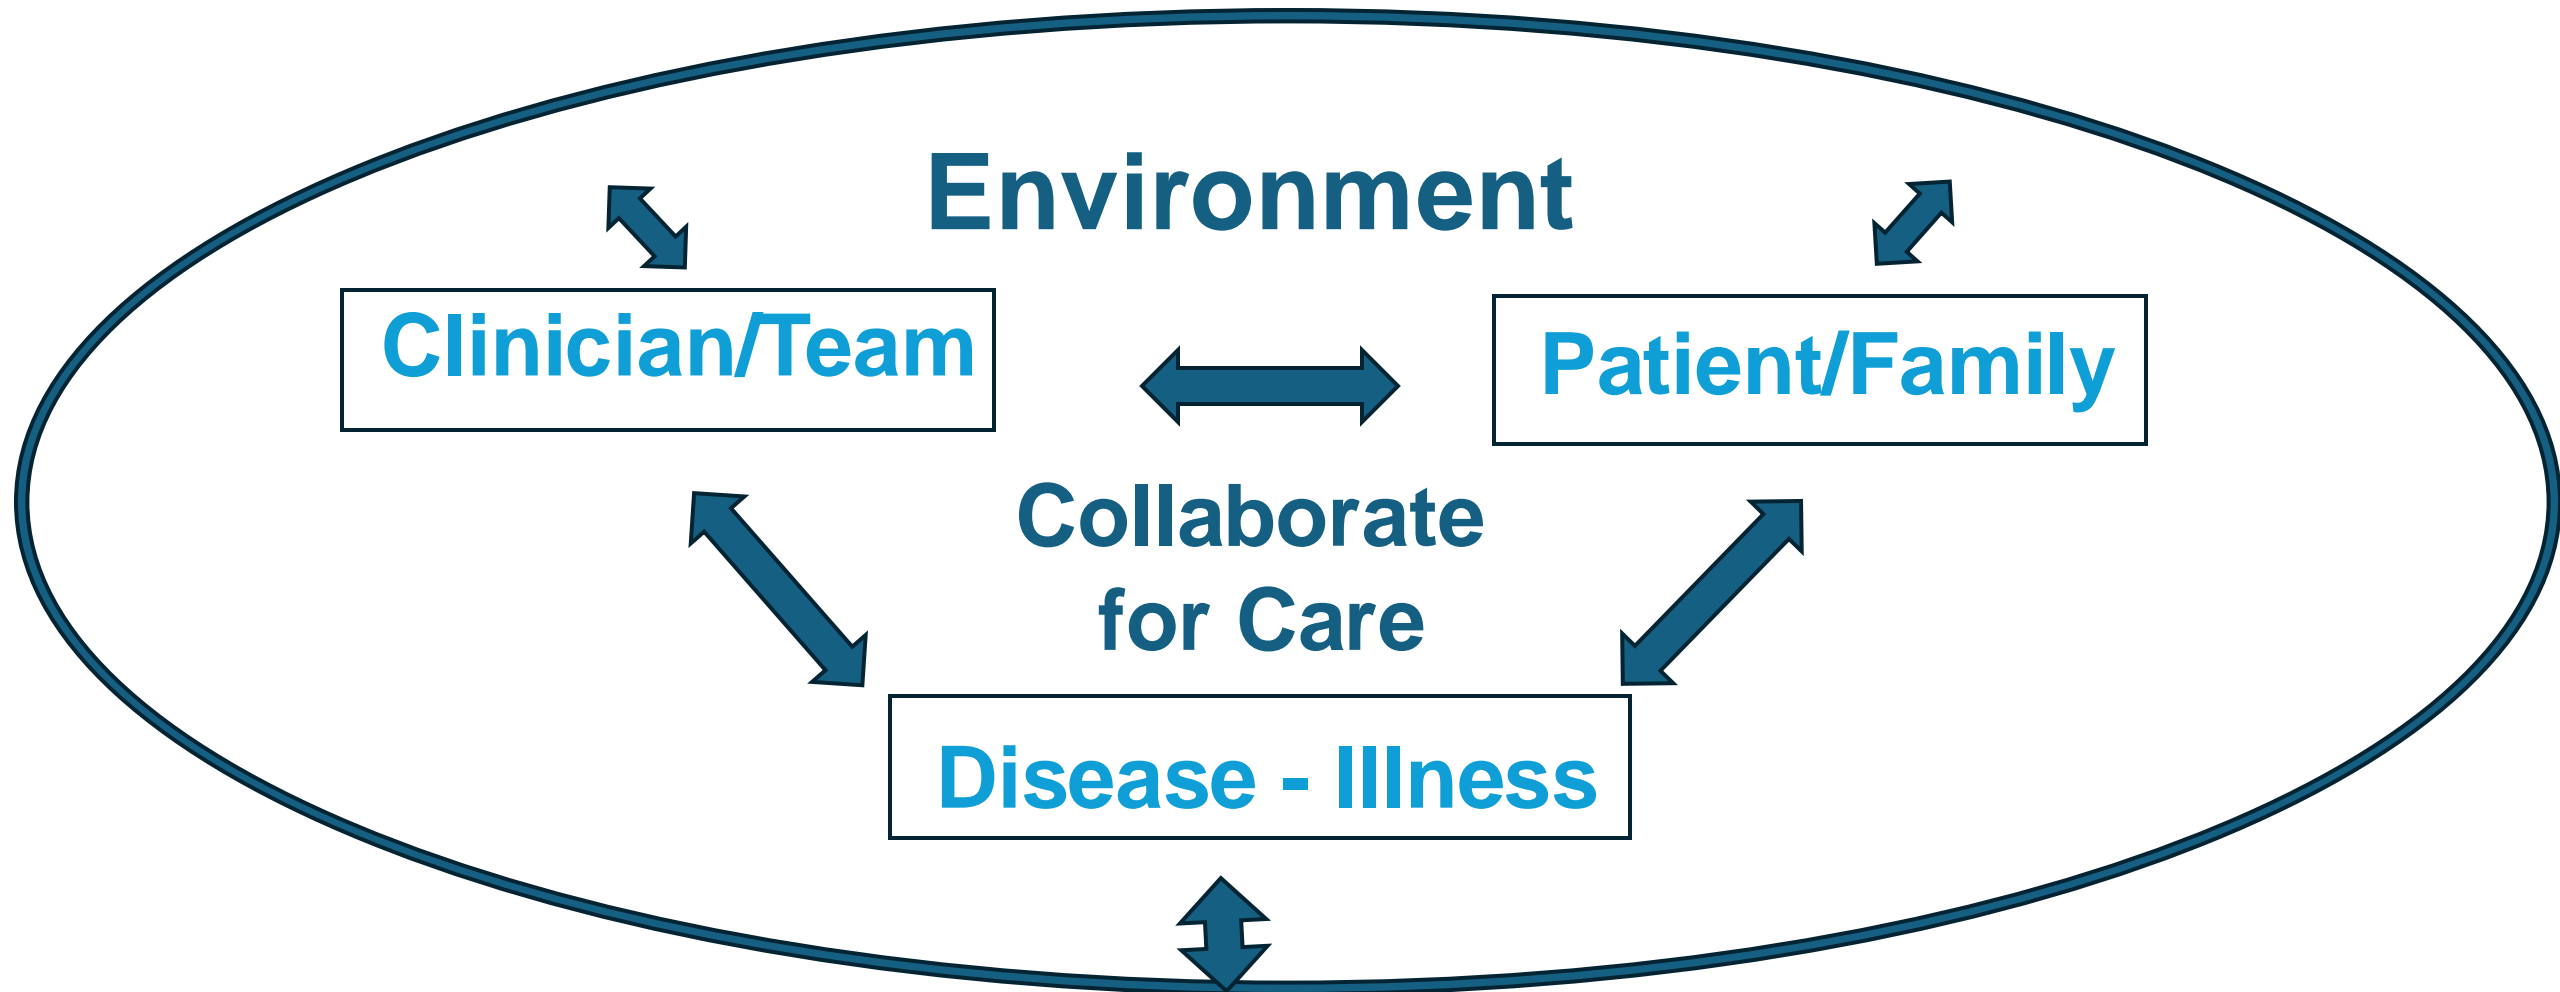 Environment
Clinician/Team
Patient/Family
Collaborate
for Care
Disease - Illness